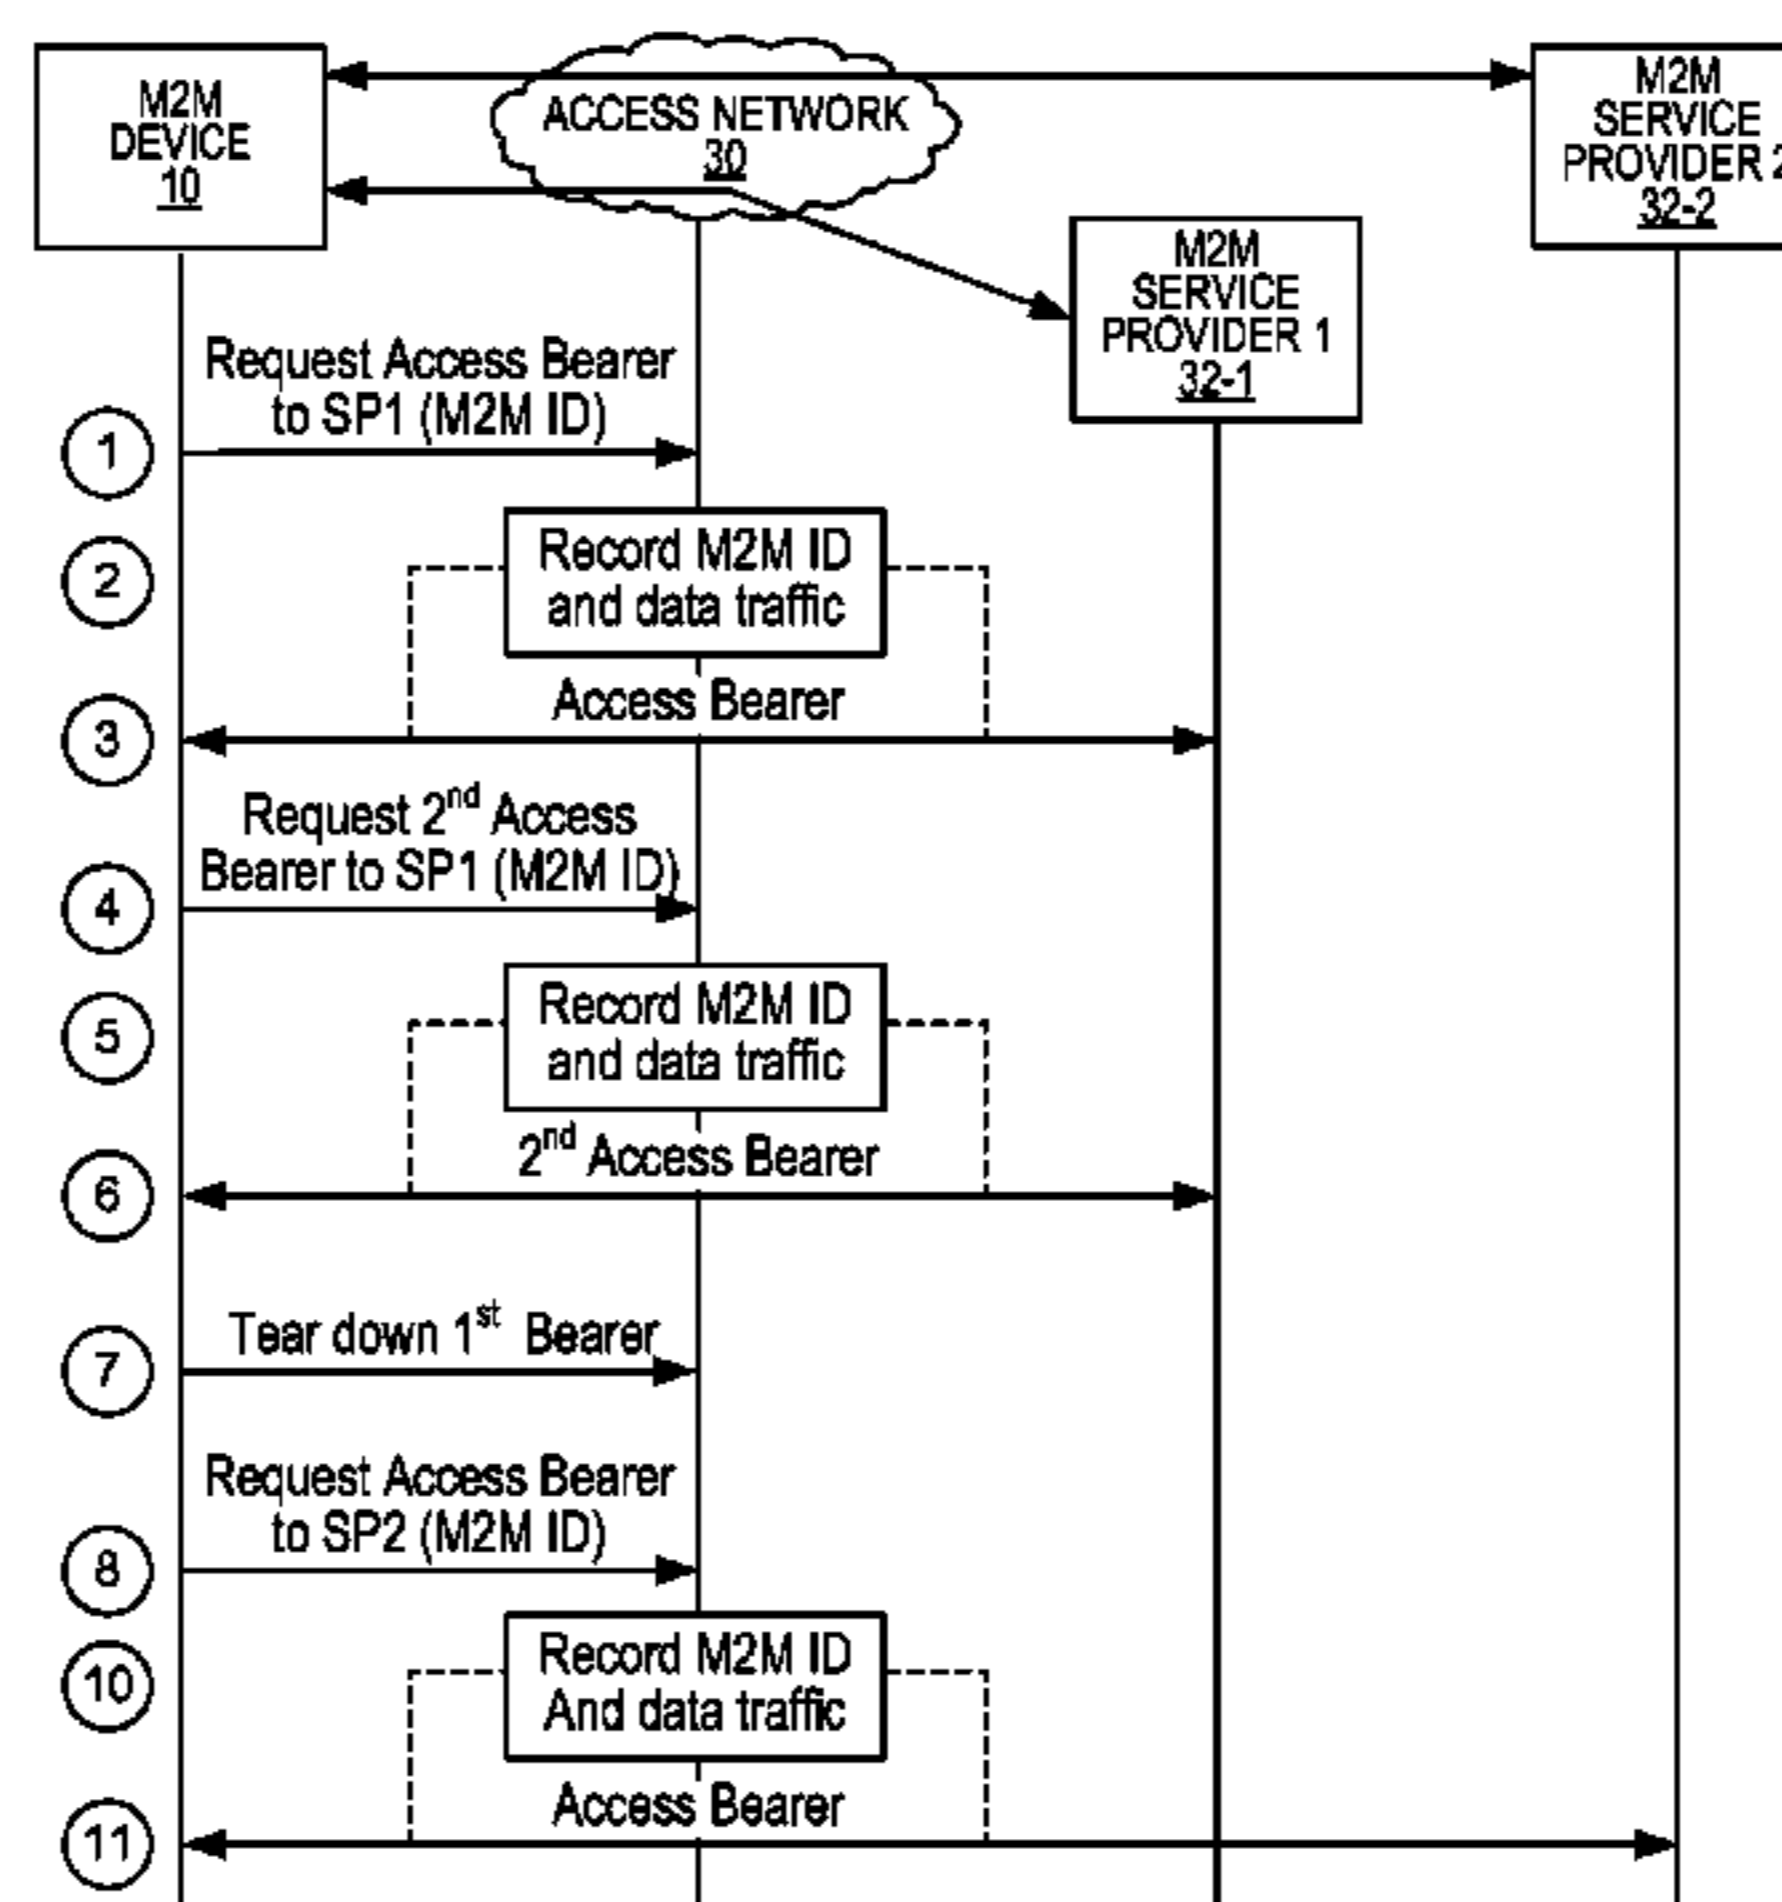 M2M
DEVICE
10
ACCESS NETWORK
30
M2M
SERVICE
PROVIDER 2
32-2
M2M
SERVICE
PROVIDER 1
32-1
Request Access Bearer
to SP1 (M2M ID)
1
2
Record M2M ID
and data traffic
Access Bearer
3
Request 2nd Access
Bearer to SP1 (M2M ID)
4
5
Record M2M ID
and data traffic
2nd Access Bearer
6
Tear down 1st Bearer
7
Request Access Bearer
to SP2 (M2M ID)
8
10
Record M2M ID
And data traffic
Access Bearer
11